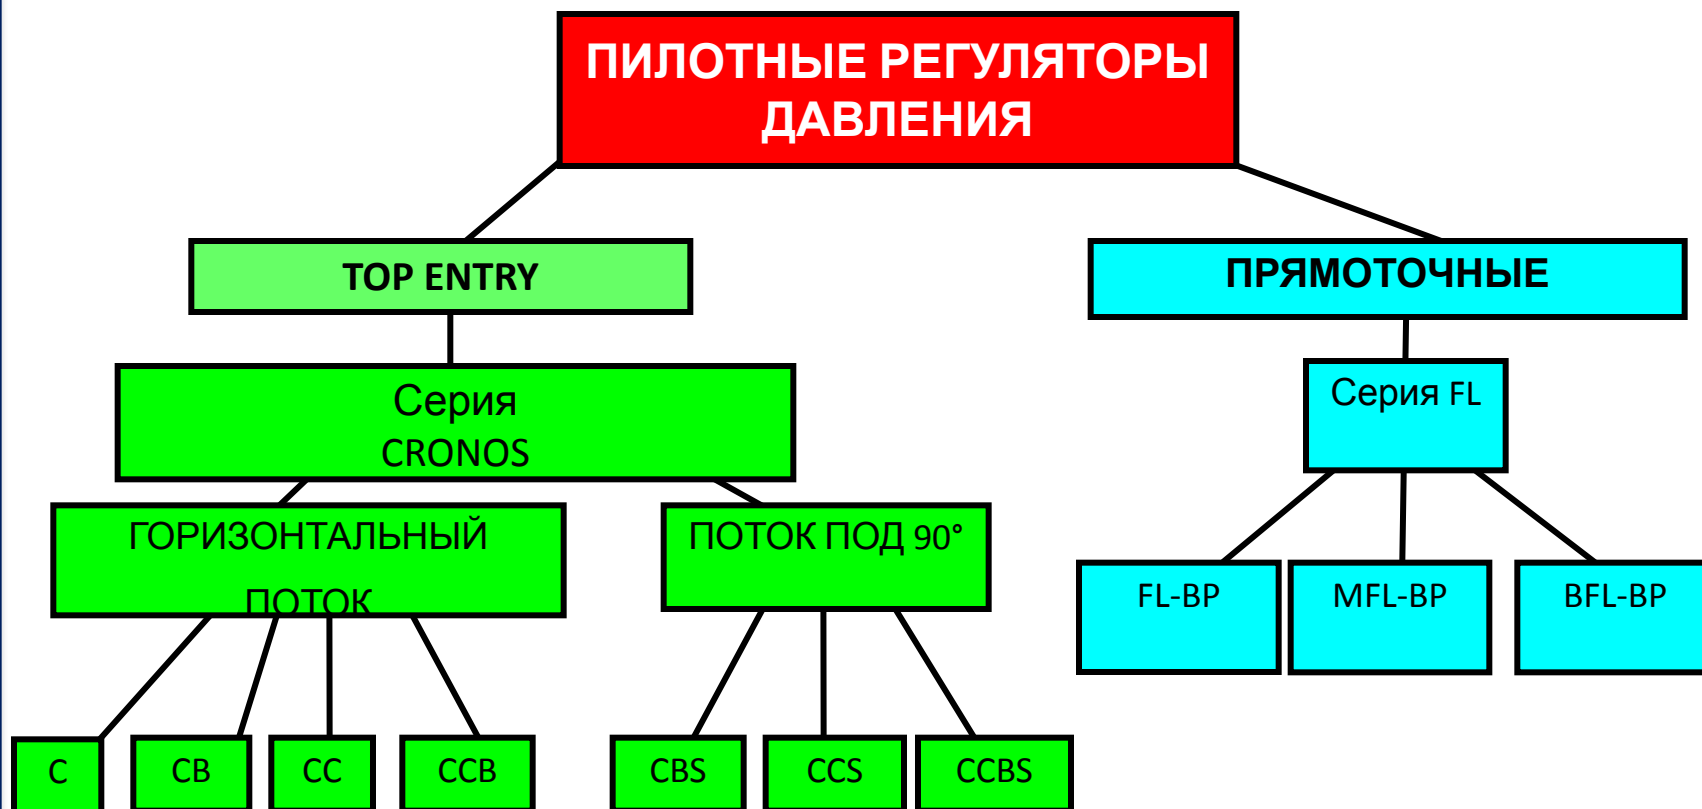 ПИЛОТНЫЕ РЕГУЛЯТОРЫ
ДАВЛЕНИЯ
TOP ENTRY
ПРЯМОТОЧНЫЕ
Серия
CRONOS
Серия FL
ГОРИЗОНТАЛЬНЫЙ
ПОТОК
ПОТОК ПОД 90°
FL-BP
MFL-BP
BFL-BP
C
CB
CC
CCB
CBS
CCS
CCBS